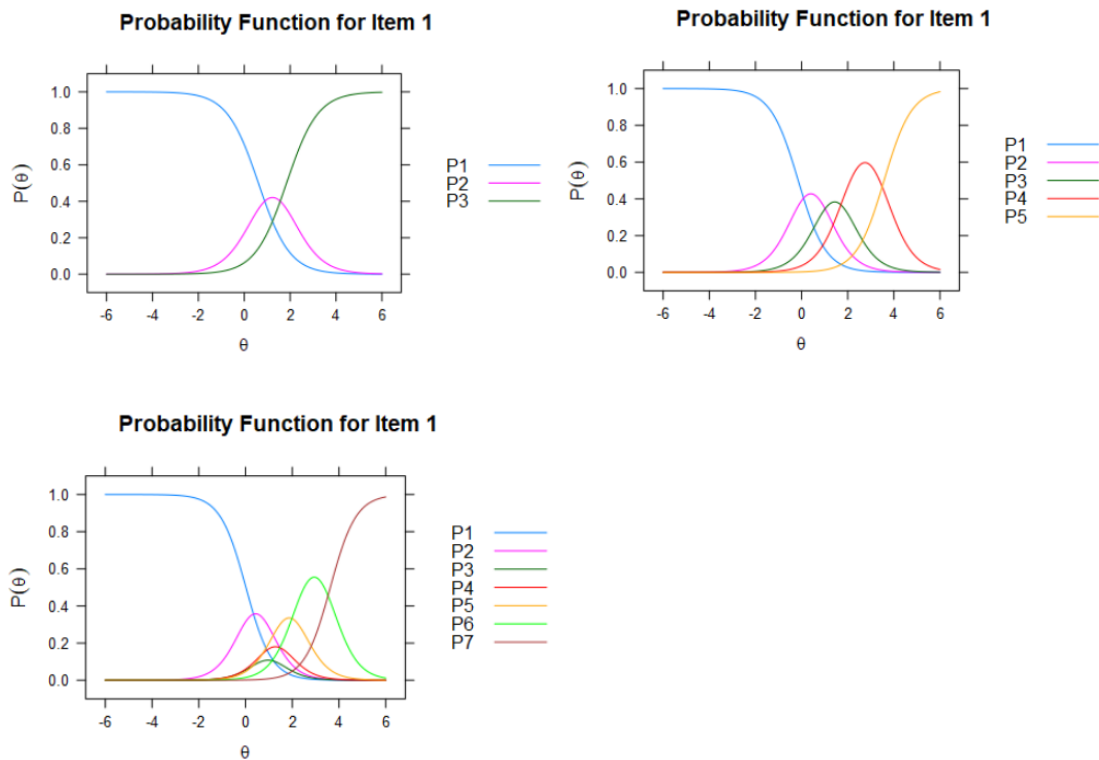 Probability Function for Item 1
P(θ)
1.0
0.8
0.6
0.4
0.2
0.0
-6 -4 -2 0 2 4 6
θ
P1
P2
P3
Probability Function for Item 1
P(θ)
1.0
0.8
0.6
0.4
0.2
0.0
-6 -4 -2 0 2 4 6
θ
P1
P2
P3
P4
P5
Probability Function for Item 1
P(θ)
1.0
0.8
0.6
0.4
0.2
0.0
-6 -4 -2 0 2 4 6
θ
P1
P2
P3
P4
P5
P6
P7